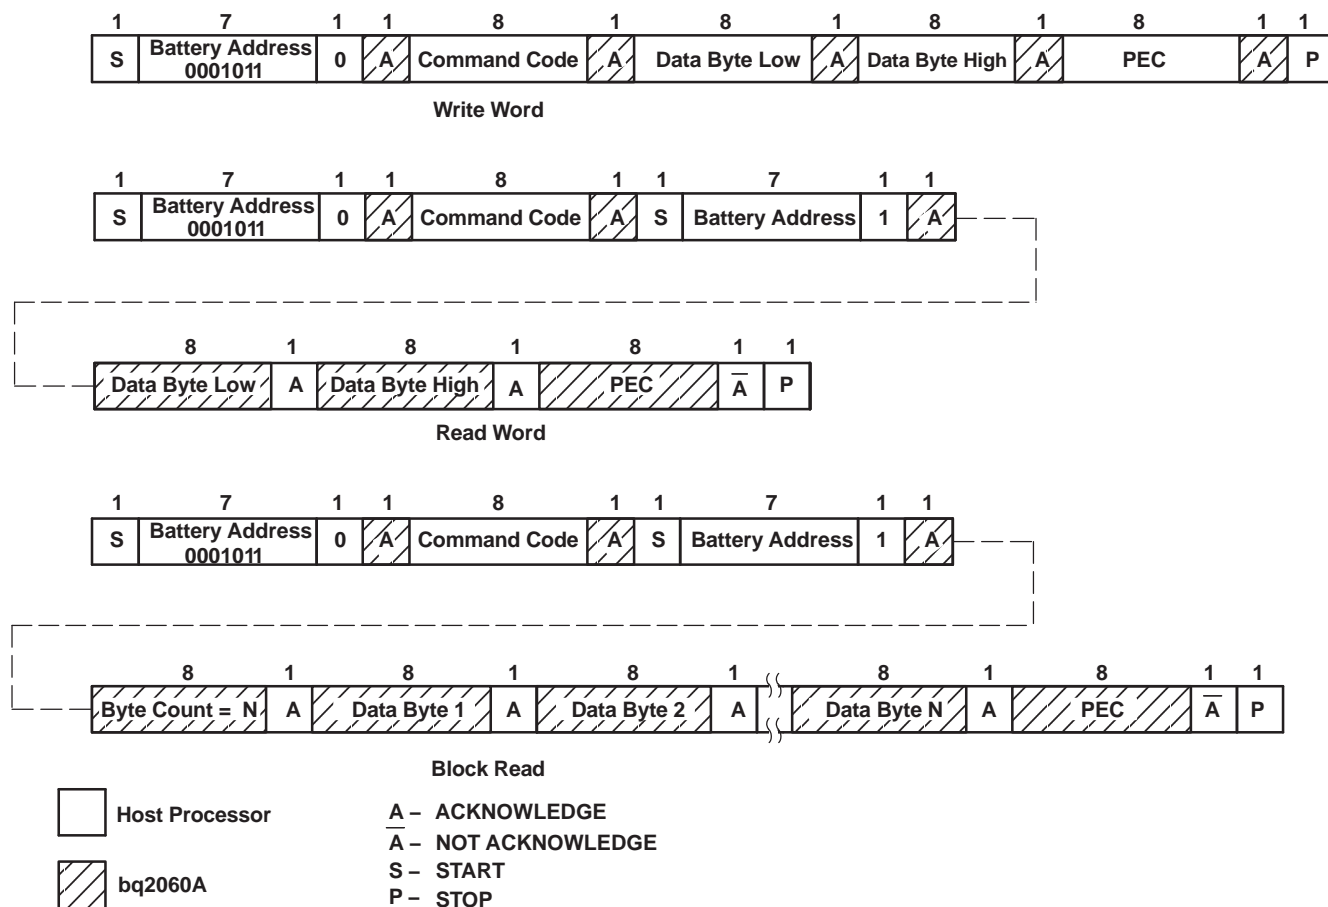 1 7 1 1 8 1 8 1 8 1 8 1 1
S Battery Address 0 A Command Code A Data Byte Low A Data Byte High A PEC A P
0001011
Write Word
1 7 1 1 8 1 1 7 1 1
S Battery Address 0 A Command Code A S Battery Address 1 A
0001011
8 1 8 1 8 1 1
Data Byte Low A Data Byte High A PEC A̅ P
Read Word
1 7 1 1 8 1 1 7 1 1
S Battery Address 0 A Command Code A S Battery Address 1 A
0001011
8 1 8 1 8 1 8 1 8 1 1
Byte Count = N A Data Byte 1 A Data Byte 2 A Data Byte N A PEC A̅ P
Block Read
Host Processor
bq2060A
A – ACKNOWLEDGE
A̅ – NOT ACKNOWLEDGE
S – START
P – STOP